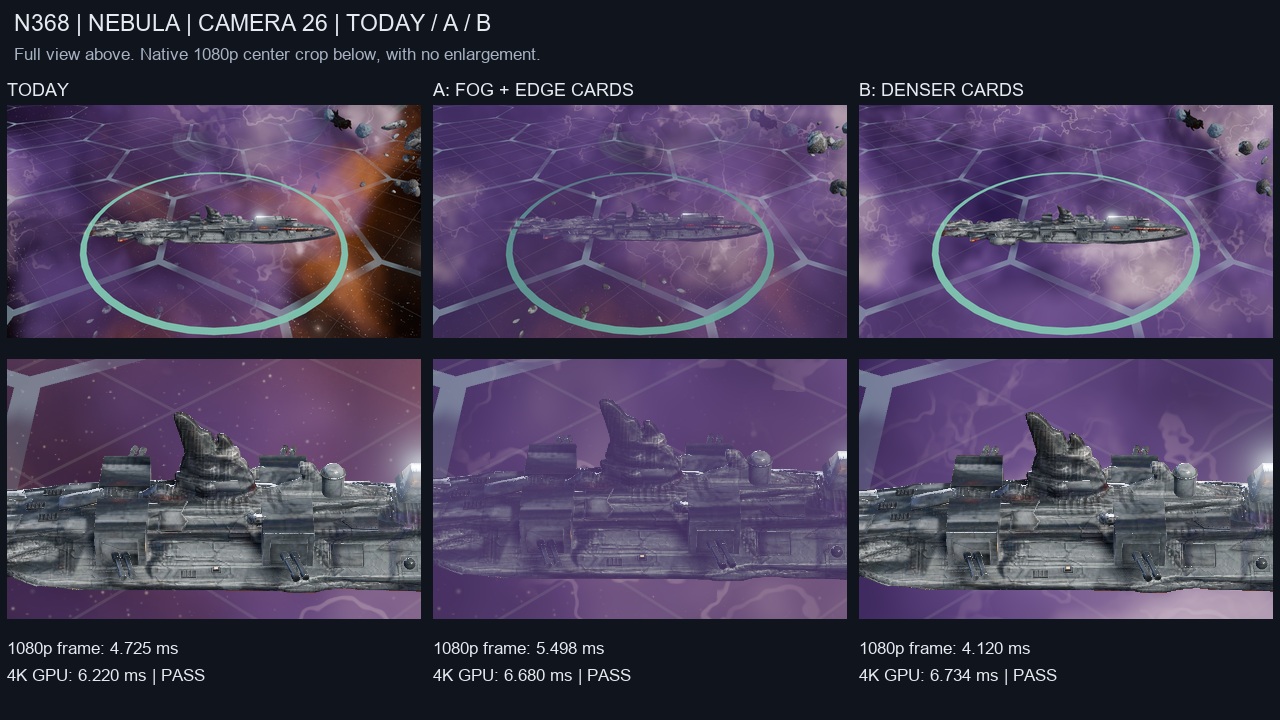 N368 | NEBULA | CAMERA 26 | TODAY / A / B
Full view above. Native 1080p center crop below, with no enlargement.
TODAY
A: FOG + EDGE CARDS
B: DENSER CARDS
1080p frame: 4.725 ms
4K GPU: 6.220 ms | PASS
1080p frame: 5.498 ms
4K GPU: 6.680 ms | PASS
1080p frame: 4.120 ms
4K GPU: 6.734 ms | PASS